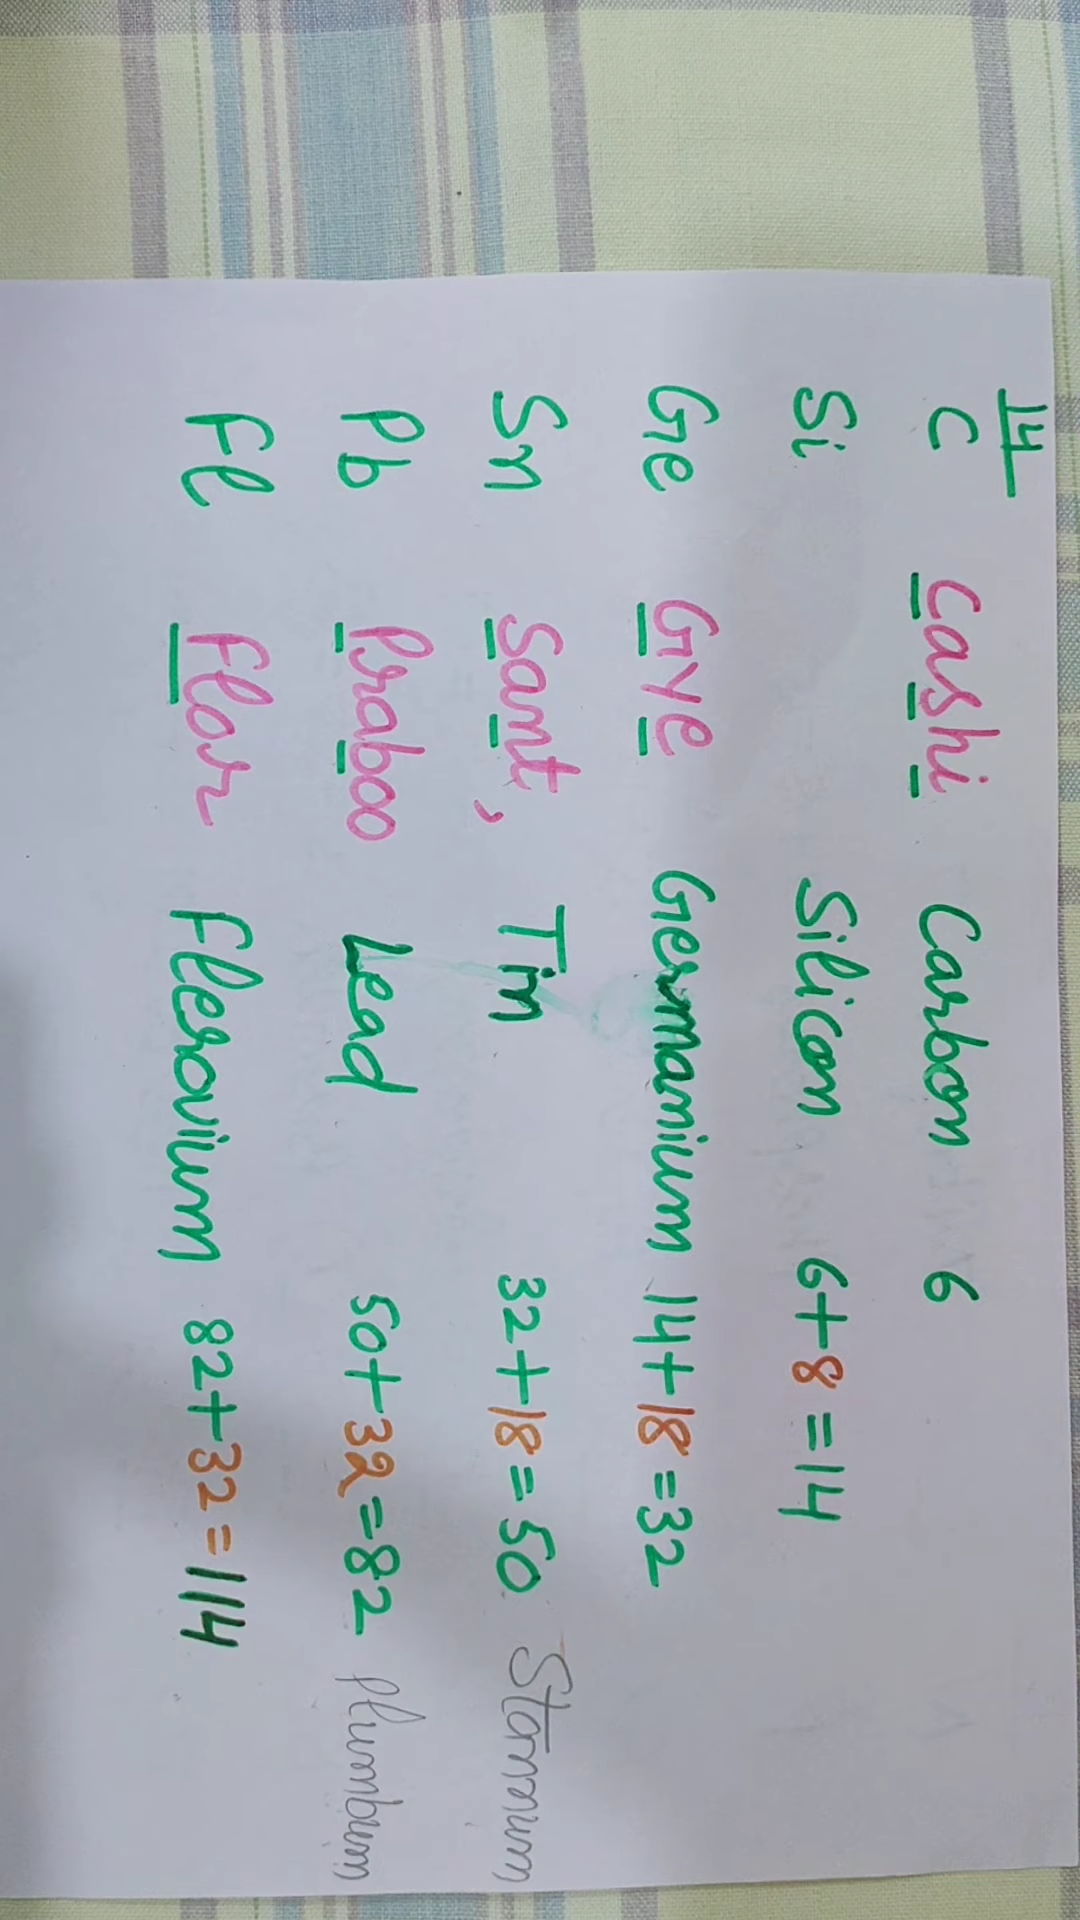 14
C Cashi Carbon 6
Si Silicon 6+8=14
Ge Gye Germanium 14+18=32
Sn Sant, Tin 32+18=50 Stannum
Pb Praboo Lead 50+32=82 Plumbum
Fl Flor Flerovium 82+32=114